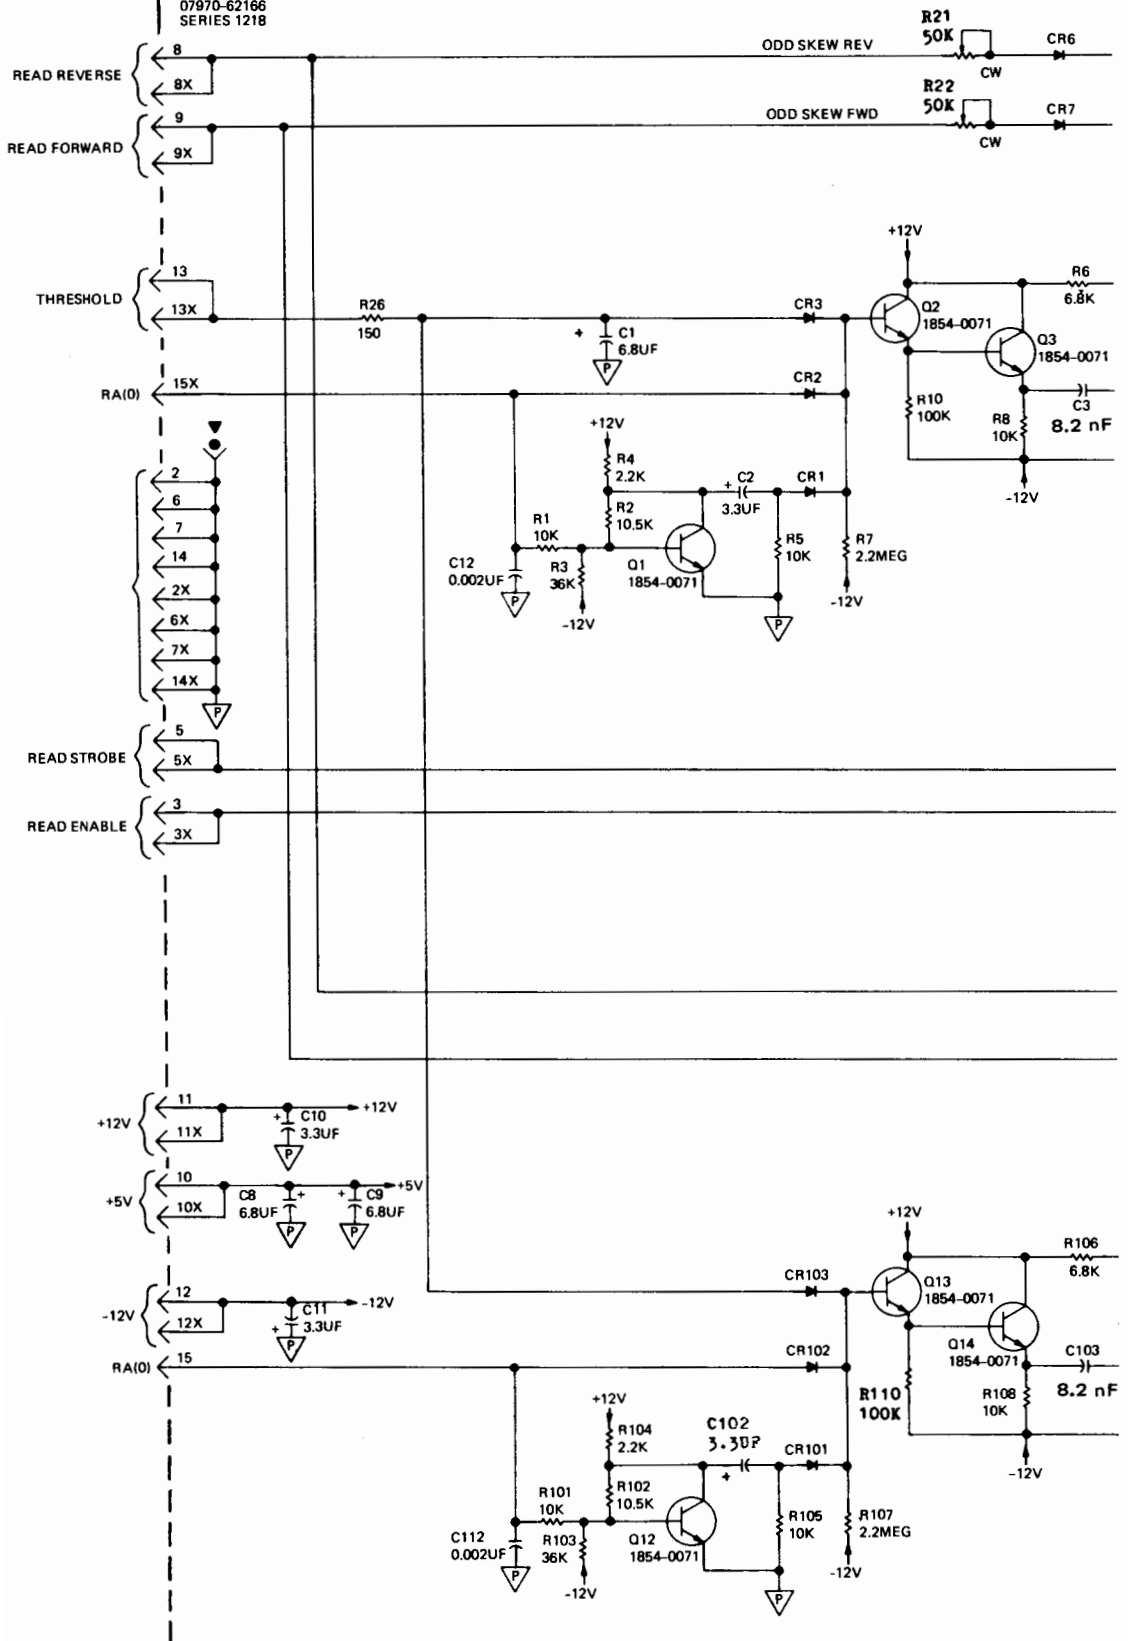 07970-62166
SERIES 1218
READ REVERSE
8
8X
ODD SKEW REV
R21
50K
CW
CR6
READ FORWARD
9
9X
ODD SKEW FWD
R22
50K
CW
CR7
THRESHOLD
13
13X
R26
150
+
C1
6.8UF
P
CR3
+12V
Q2
1854-0071
Q3
1854-0071
R6
6.8K
RA(0)
15X
CR2
R10
100K
R8
10K
C3
8.2 nF
-12V
+12V
R4
2.2K
R2
10.5K
+
C2
3.3UF
CR1
R1
10K
C12
0.002UF
P
R3
36K
-12V
Q1
1854-0071
R5
10K
P
R7
2.2MEG
-12V
2
6
7
14
2X
6X
7X
14X
P
READ STROBE
5
5X
READ ENABLE
3
3X
+12V
11
11X
+
C10
3.3UF
P
+12V
+5V
10
10X
C8
6.8UF
+
P
+
C9
6.8UF
P
+5V
-12V
12
12X
+
C11
3.3UF
P
-12V
CR103
+12V
Q13
1854-0071
Q14
1854-0071
R106
6.8K
RA(0)
15
CR102
R110
100K
R108
10K
C103
8.2 nF
-12V
+12V
R104
2.2K
R102
10.5K
C102
3.3UF
+
CR101
R101
10K
C112
0.002UF
P
R103
36K
-12V
Q12
1854-0071
R105
10K
P
R107
2.2MEG
-12V